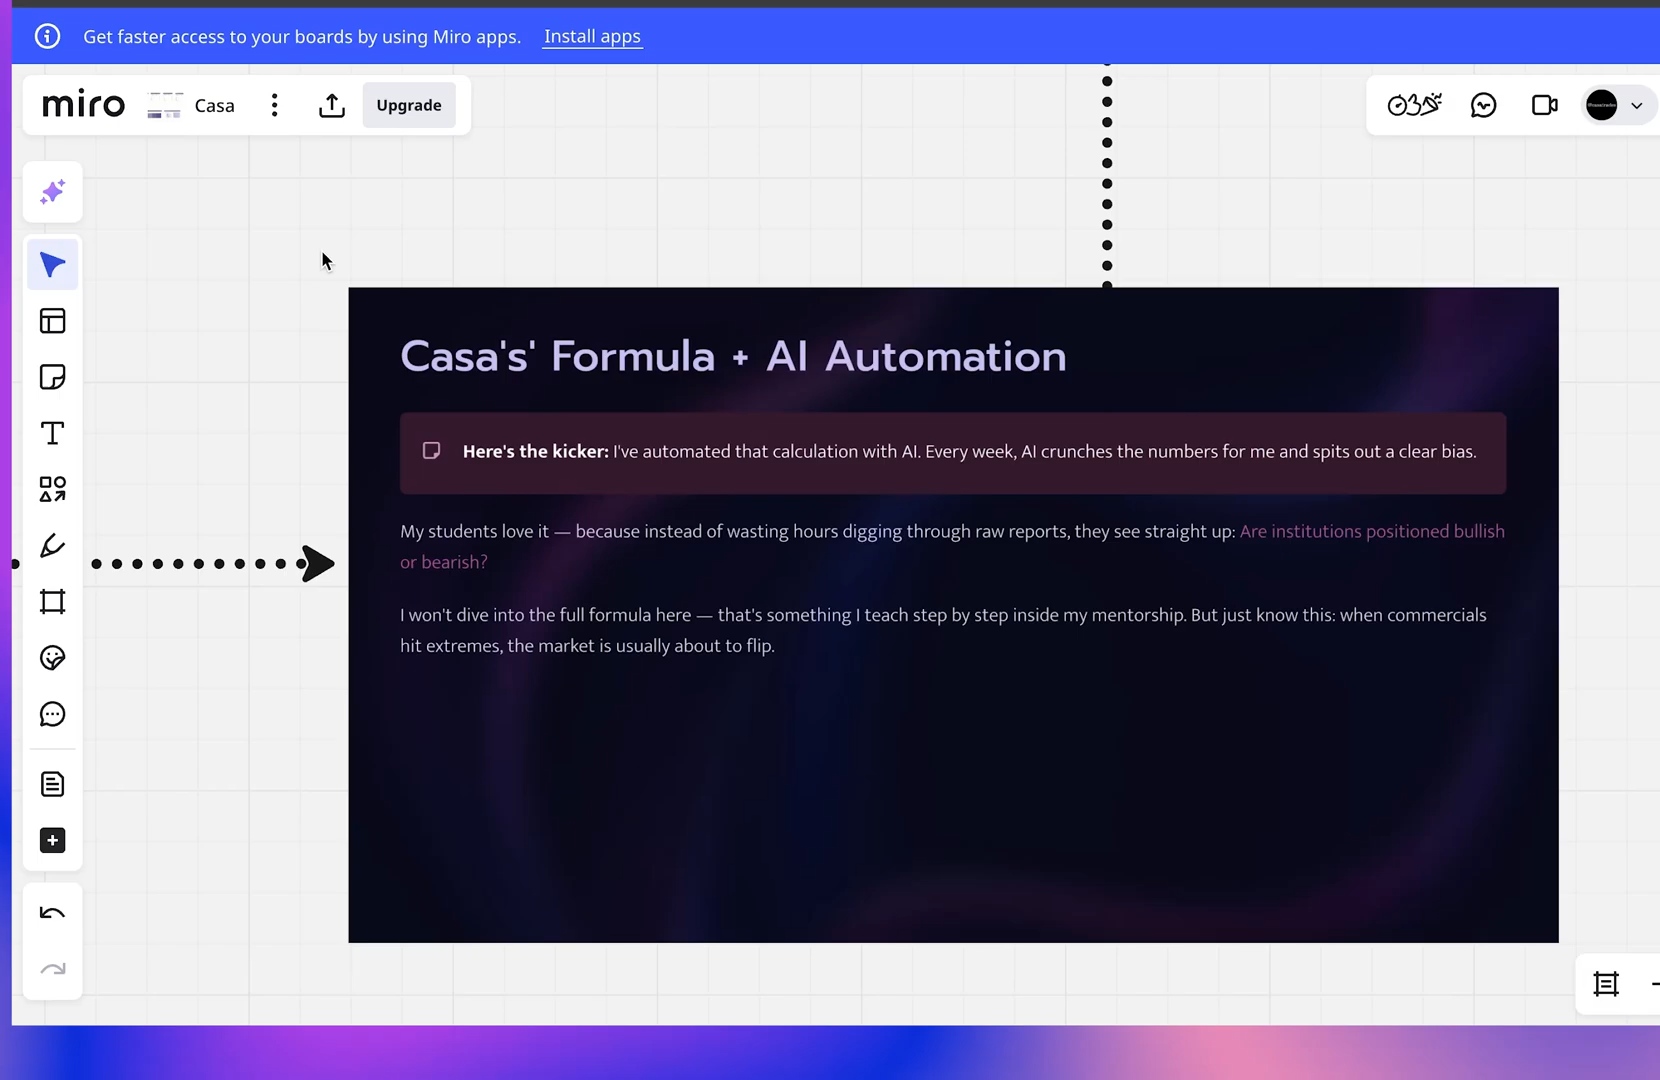 Get faster access to your boards by using Miro apps. Install apps
miro Casa Upgrade
Casa's' Formula + AI Automation
Here's the kicker: I've automated that calculation with AI. Every week, AI crunches the numbers for me and spits out a clear bias.
My students love it — because instead of wasting hours digging through raw reports, they see straight up: Are institutions positioned bullish
or bearish?
I won't dive into the full formula here — that's something I teach step by step inside my mentorship. But just know this: when commercials
hit extremes, the market is usually about to flip.